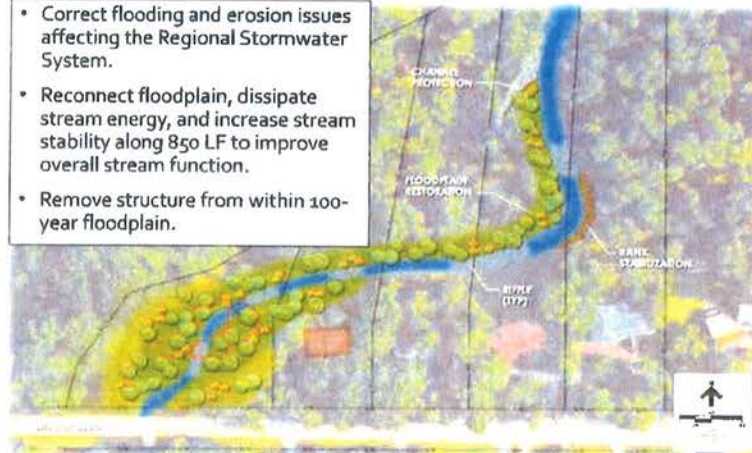 • Correct flooding and erosion issues
affecting the Regional Stormwater
System.
• Reconnect floodplain, dissipate
stream energy, and increase stream
stability along 850 LF to improve
overall stream function.
• Remove structure from within 100-
year floodplain.
CHANNEL
PROTECTION
FLOODPLAIN
RESTORATION
BANK
STABILIZATION
RIFFLE
(TYP)